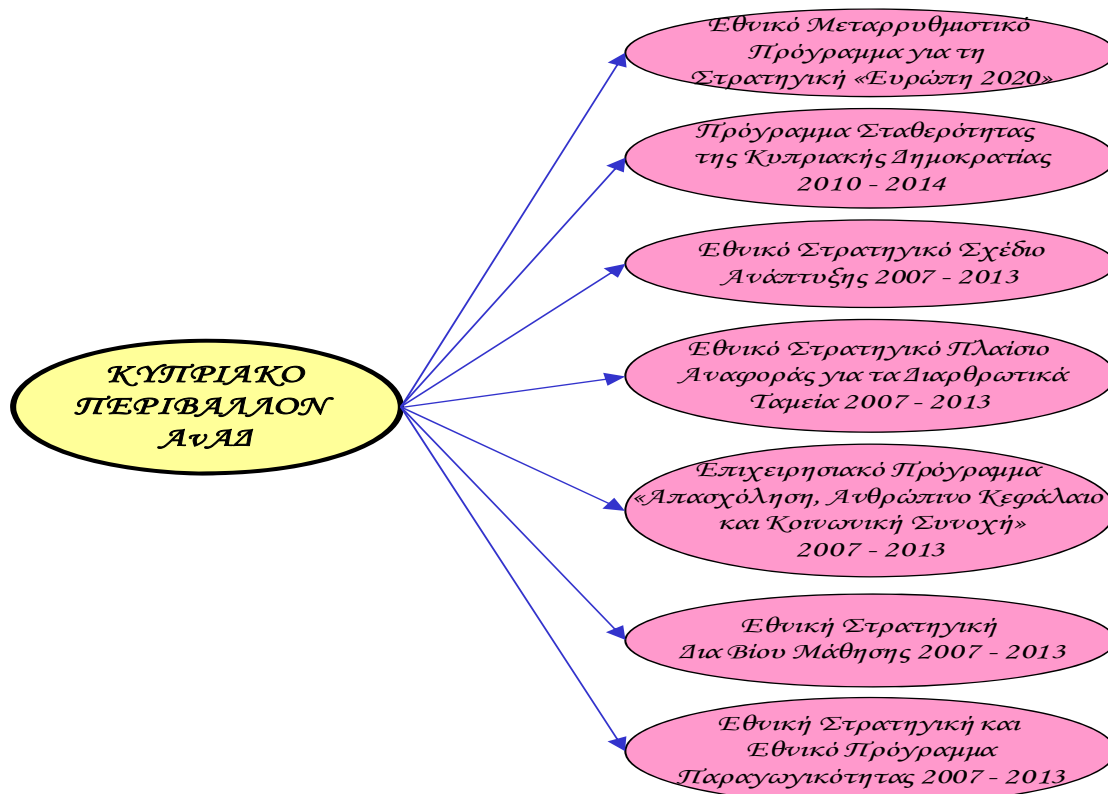 Εθνικό Μεταρρυθμιστικό
Πρόγραμμα για τη
Στρατηγική «Ευρώπη 2020»
Πρόγραμμα Σταθερότητας
της Κυπριακής Δημοκρατίας
2010 - 2014
Εθνικό Στρατηγικό Σχέδιο
Ανάπτυξης 2007 - 2013
Εθνικό Στρατηγικό Πλαίσιο
Αναφοράς για τα Διαρθρωτικά
Ταμεία 2007 - 2013
ΚΥΠΡΙΑΚΟ
ΠΕΡΙΒΑΛΛΟΝ
ΑνΑΔ
Επιχειρησιακό Πρόγραμμα
«Απασχόληση, Ανθρώπινο Κεφάλαιο
και Κοινωνική Συνοχή»
2007 - 2013
Εθνική Στρατηγική
Δια Βίου Μάθησης 2007 - 2013
Εθνική Στρατηγική και
Εθνικό Πρόγραμμα
Παραγωγικότητας 2007 - 2013